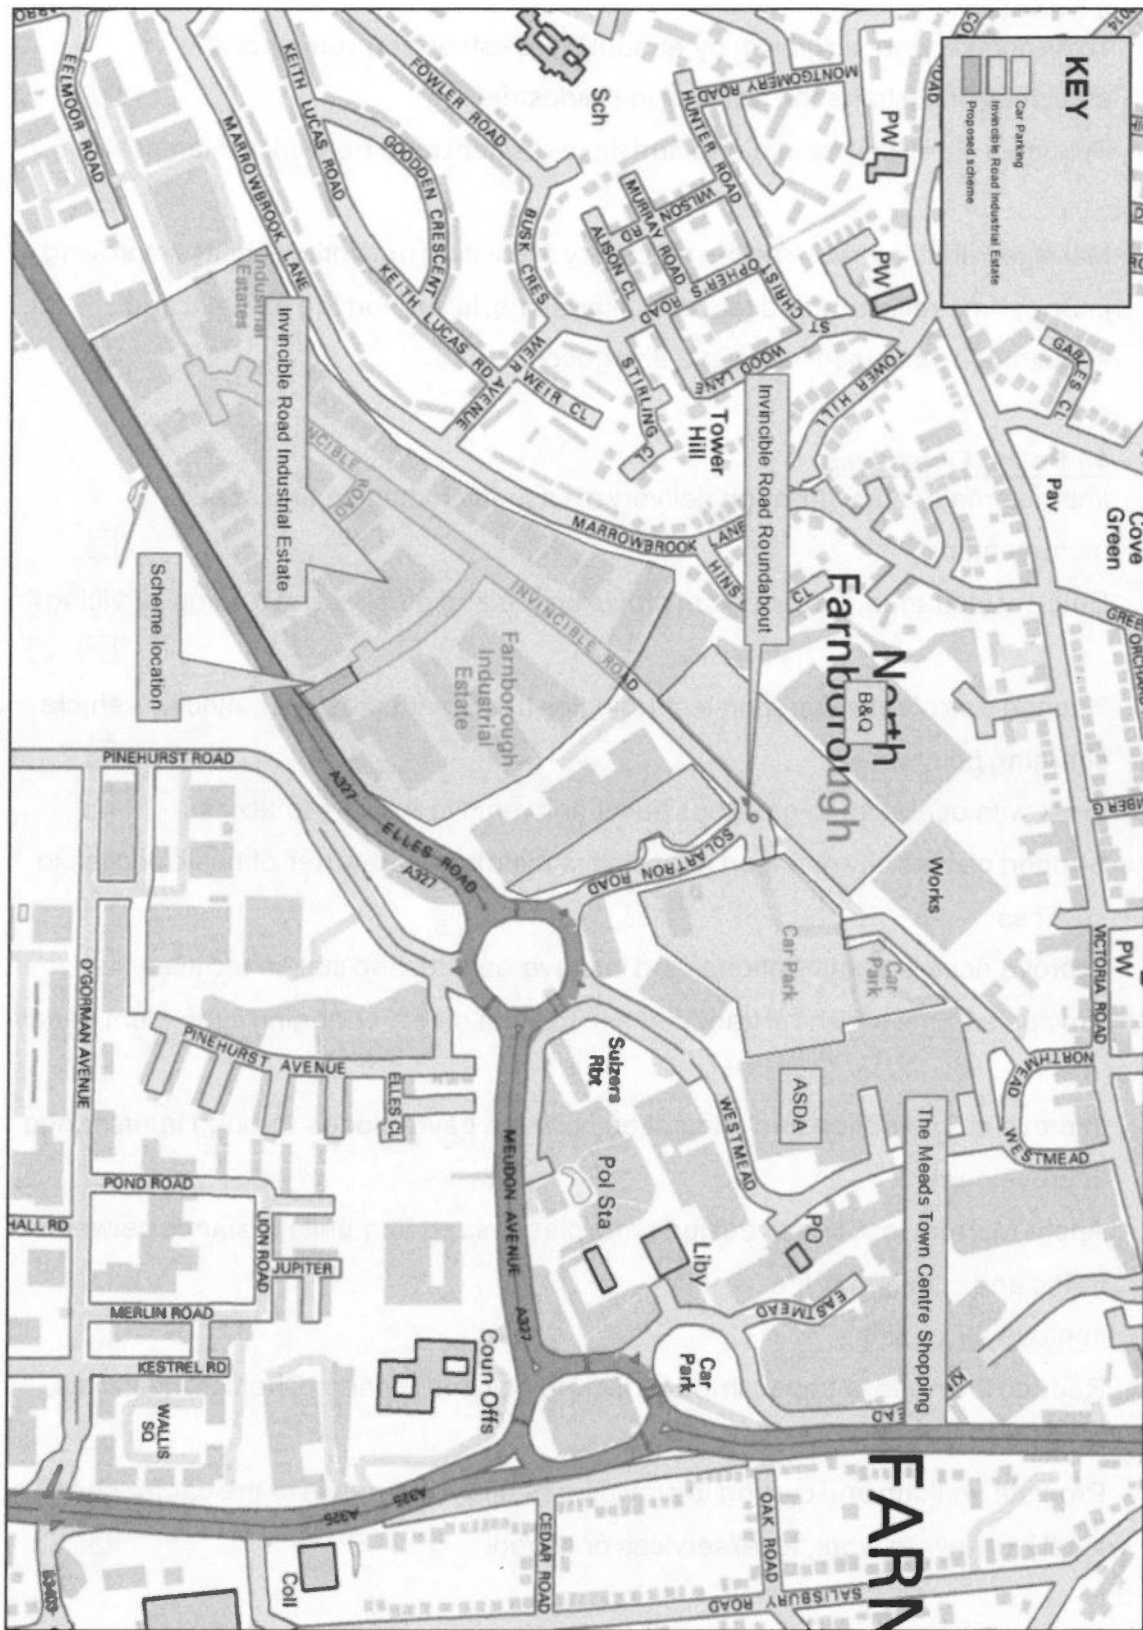 KEY
Car Parking
Invincible Road Industrial Estate
Proposed scheme
EELMOOR ROAD
KEITH LUCAS ROAD
MARROWBROOK LANE
FOWLER ROAD
GOODDEN CRESCENT
Sch
BUSK CRES
MONTGOMERY ROAD
HUNTER ROAD
PW
WILSON RD
MURRAY ROAD
ALISON CL
ST CHRISTOPHER'S ROAD
PW
WOOD LANE
ROAD
TOWER HILL
GABLES CL
KEITH LUCAS RD
WEIR AVENUE
WEIR CL
STIRLING CL
Tower
Hill
Pav
Cove
Green
Industrial
Estates
Invincible Road Industrial Estate
INVINCIBLE ROAD
Scheme location
MARROWBROOK LANE
HINS
CL
Invincible Road Roundabout
North
Farnborough
B&Q
INVINCIBLE ROAD
Farnborough
Industrial
Estate
SOLARTRON ROAD
Works
VICTORIA ROAD
PW
PINEHURST ROAD
A327
ELLES ROAD
A327
Car Park
Car
Park
NORTHMEAD
WESTMEAD
O'GORMAN AVENUE
PINEHURST AVENUE
ELLES CL
Sulzers
Rbt
WESTMEAD
ASDA
The Meads Town Centre Shopping
MEUDON AVENUE
A327
Pol Sta
Liby
PO
EASTMEAD
POND ROAD
HALL RD
LION ROAD
JUPITER
MERLIN ROAD
KESTREL RD
WALLIS
SQ
Coun Offs
Car
Park
A325
A325
CEDAR ROAD
OAK ROAD
SALISBURY ROAD
Coll
FARN